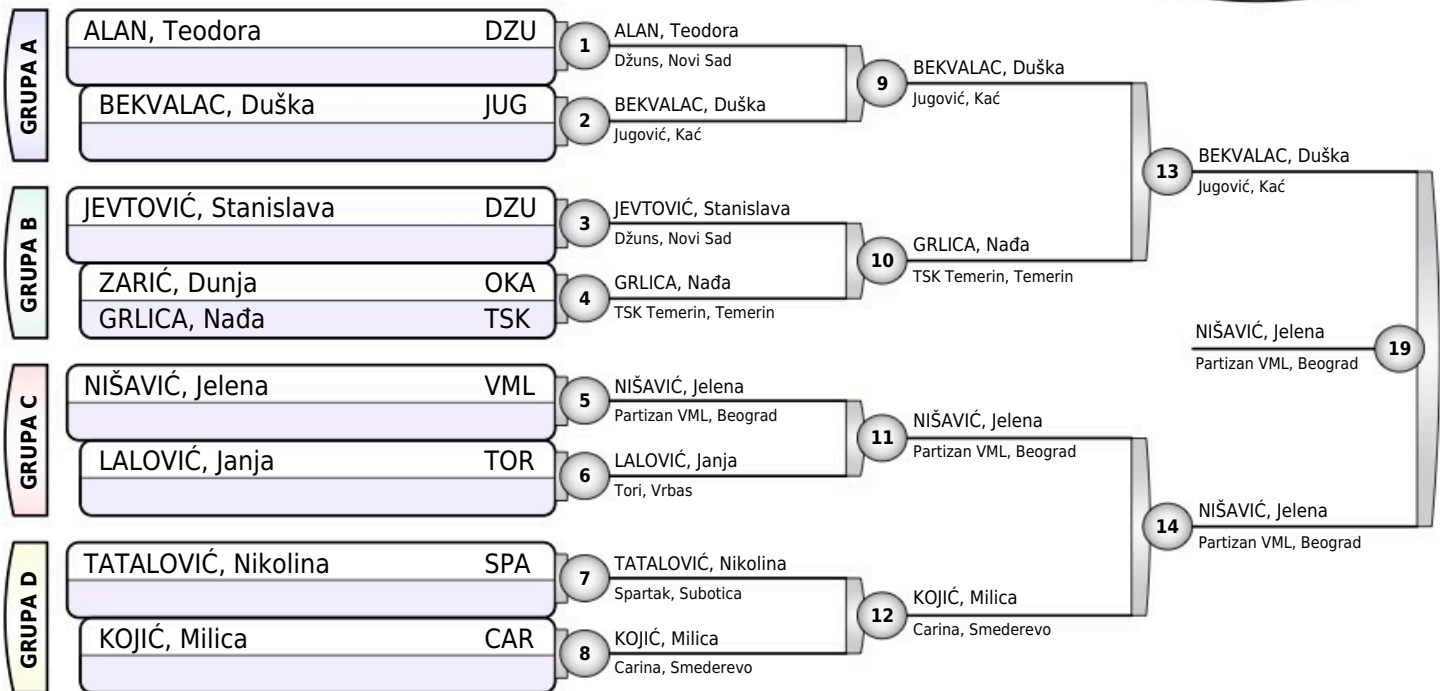 GRUPA A
ALAN, Teodora DZU
BEKVALAC, Duška JUG
1
ALAN, Teodora
Džuns, Novi Sad
2
BEKVALAC, Duška
Jugović, Kać
9
BEKVALAC, Duška
Jugović, Kać
GRUPA B
JEVTOVIĆ, Stanislava DZU
ZARIĆ, Dunja OKA
GRLICA, Nađa TSK
3
JEVTOVIĆ, Stanislava
Džuns, Novi Sad
4
GRLICA, Nađa
TSK Temerin, Temerin
10
GRLICA, Nađa
TSK Temerin, Temerin
13
BEKVALAC, Duška
Jugović, Kać
GRUPA C
NIŠAVIĆ, Jelena VML
LALOVIĆ, Janja TOR
5
NIŠAVIĆ, Jelena
Partizan VML, Beograd
6
LALOVIĆ, Janja
Tori, Vrbas
11
NIŠAVIĆ, Jelena
Partizan VML, Beograd
GRUPA D
TATALOVIĆ, Nikolina SPA
KOJIĆ, Milica CAR
7
TATALOVIĆ, Nikolina
Spartak, Subotica
8
KOJIĆ, Milica
Carina, Smederevo
12
KOJIĆ, Milica
Carina, Smederevo
14
NIŠAVIĆ, Jelena
Partizan VML, Beograd
NIŠAVIĆ, Jelena
Partizan VML, Beograd
19